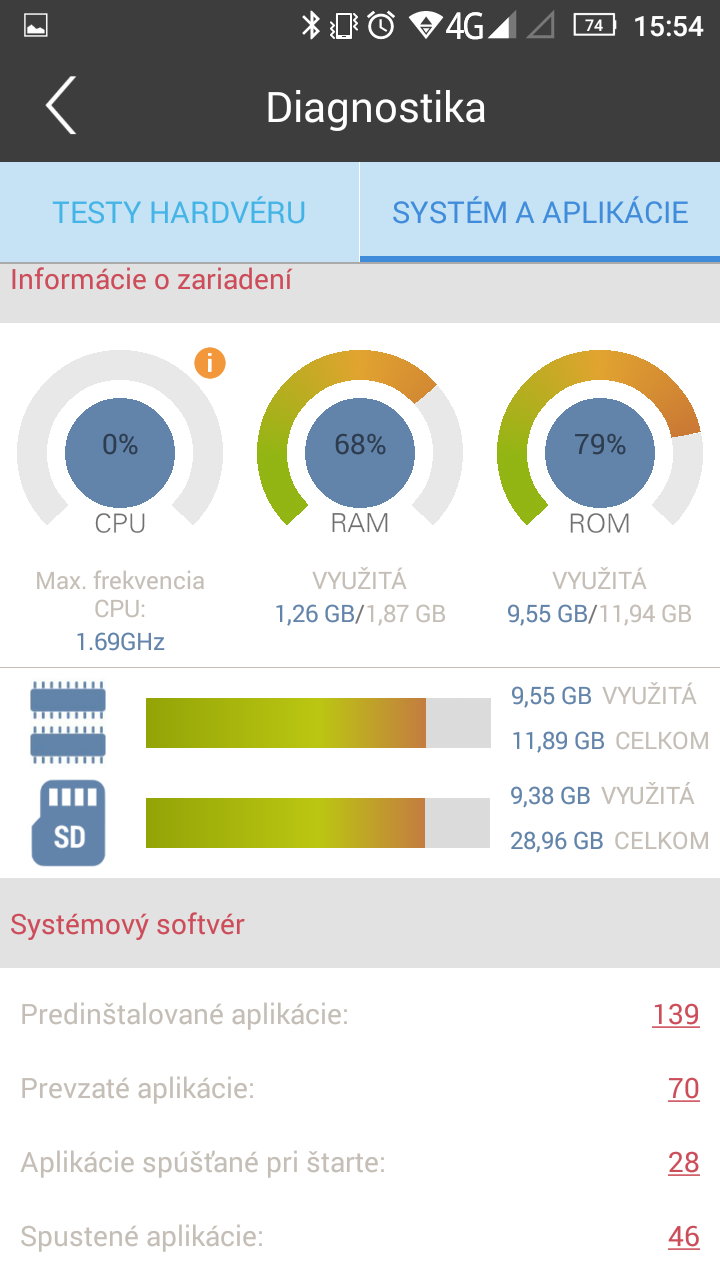 4G 74 15:54
Diagnostika
TESTY HARDVÉRU SYSTÉM A APLIKÁCIE
Informácie o zariadení
i
0% 68% 79%
CPU RAM ROM
Max. frekvencia VYUŽITÁ VYUŽITÁ
CPU: 1,26 GB/1,87 GB 9,55 GB/11,94 GB
1.69GHz
9,55 GB VYUŽITÁ
11,89 GB CELKOM
9,38 GB VYUŽITÁ
SD
28,96 GB CELKOM
Systémový softvér
Predinštalované aplikácie: 139
Prevzaté aplikácie: 70
Aplikácie spúšťané pri štarte: 28
Spustené aplikácie: 46